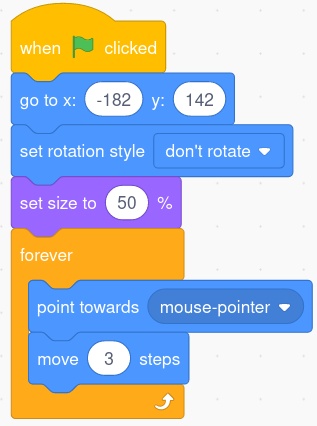 when clicked
go to x: -182 y: 142
set rotation style don't rotate
set size to 50 %
forever
point towards mouse-pointer
move 3 steps